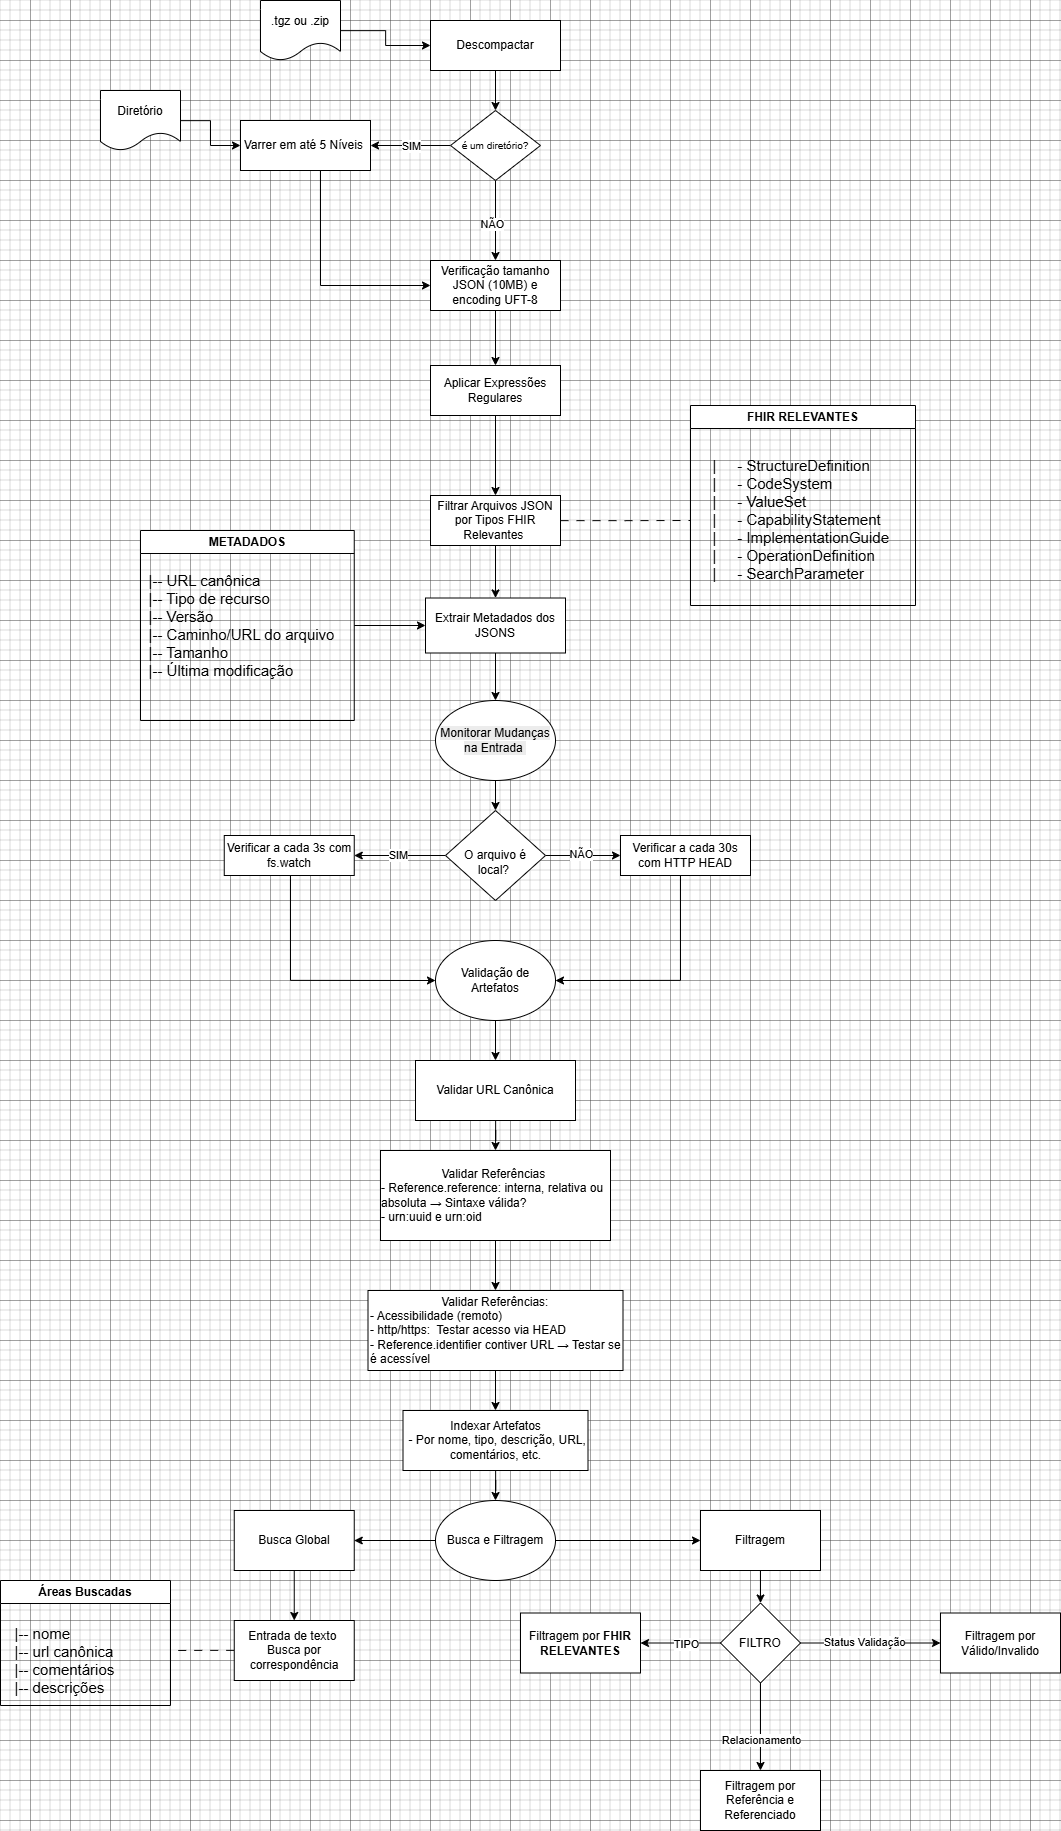 .tgz ou .zip
Descompactar
Diretório
Varrer em até 5 Níveis
SIM
é um diretório?
NÃO
Verificação tamanho
JSON (10MB) e
encoding UFT-8
Aplicar Expressões
Regulares
FHIR RELEVANTES
| - StructureDefinition
| - CodeSystem
| - ValueSet
| - CapabilityStatement
| - ImplementationGuide
| - OperationDefinition
| - SearchParameter
Filtrar Arquivos JSON
por Tipos FHIR
Relevantes
METADADOS
|-- URL canônica
|-- Tipo de recurso
|-- Versão
|-- Caminho/URL do arquivo
|-- Tamanho
|-- Última modificação
Extrair Metadados dos
JSONS
Monitorar Mudanças
na Entrada
Verificar a cada 3s com
fs.watch
SIM
O arquivo é
local?
NÃO
Verificar a cada 30s
com HTTP HEAD
Validação de
Artefatos
Validar URL Canônica
Validar Referências
- Reference.reference: interna, relativa ou
absoluta → Sintaxe válida?
- urn:uuid e urn:oid
Validar Referências:
- Acessibilidade (remoto)
- http/https:  Testar acesso via HEAD
- Reference.identifier contiver URL → Testar se
é acessível
Indexar Artefatos
- Por nome, tipo, descrição, URL,
comentários, etc.
Busca Global
Busca e Filtragem
Filtragem
Áreas Buscadas
|-- nome
|-- url canônica
|-- comentários
|-- descrições
Entrada de texto
Busca por
correspondência
Filtragem por FHIR
RELEVANTES
TIPO
FILTRO
Status Validação
Filtragem por
Válido/Invalido
Relacionamento
Filtragem por
Referência e
Referenciado